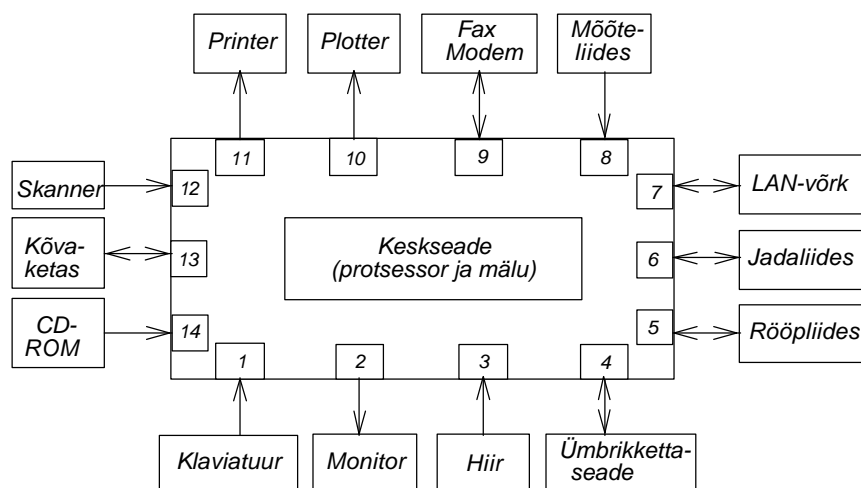 Printer
Plotter
Fax
Modem
Mõõte-
liides
11
10
9
8
Skanner
12
7
LAN-võrk
Kõva-
ketas
13
Keskseade
(protsessor ja mälu)
6
Jadaliides
CD-
ROM
14
5
Rööpliides
1
2
3
4
Klaviatuur
Monitor
Hiir
Ümbrikketta-
seade